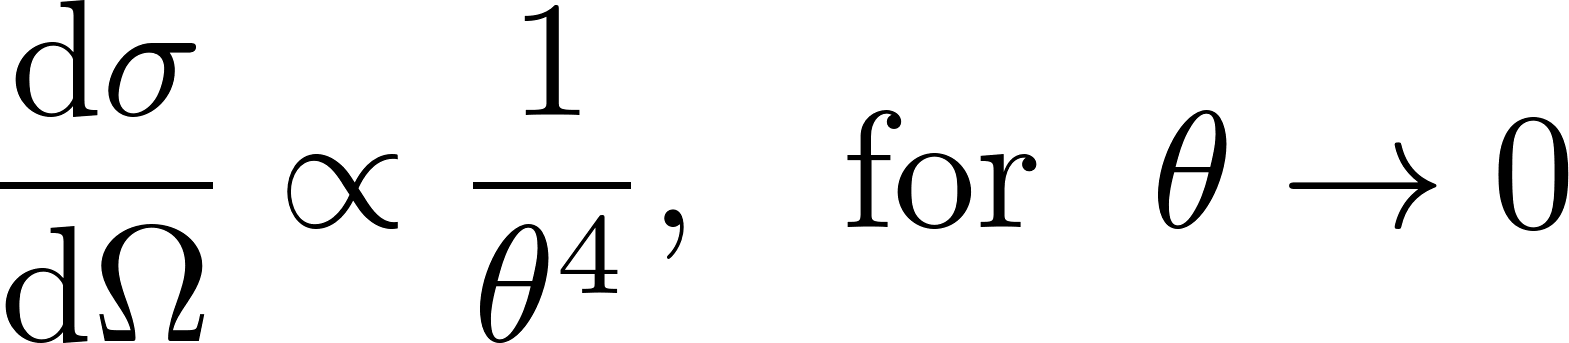 dσ/dΩ ∝ 1/θ⁴, for θ → 0